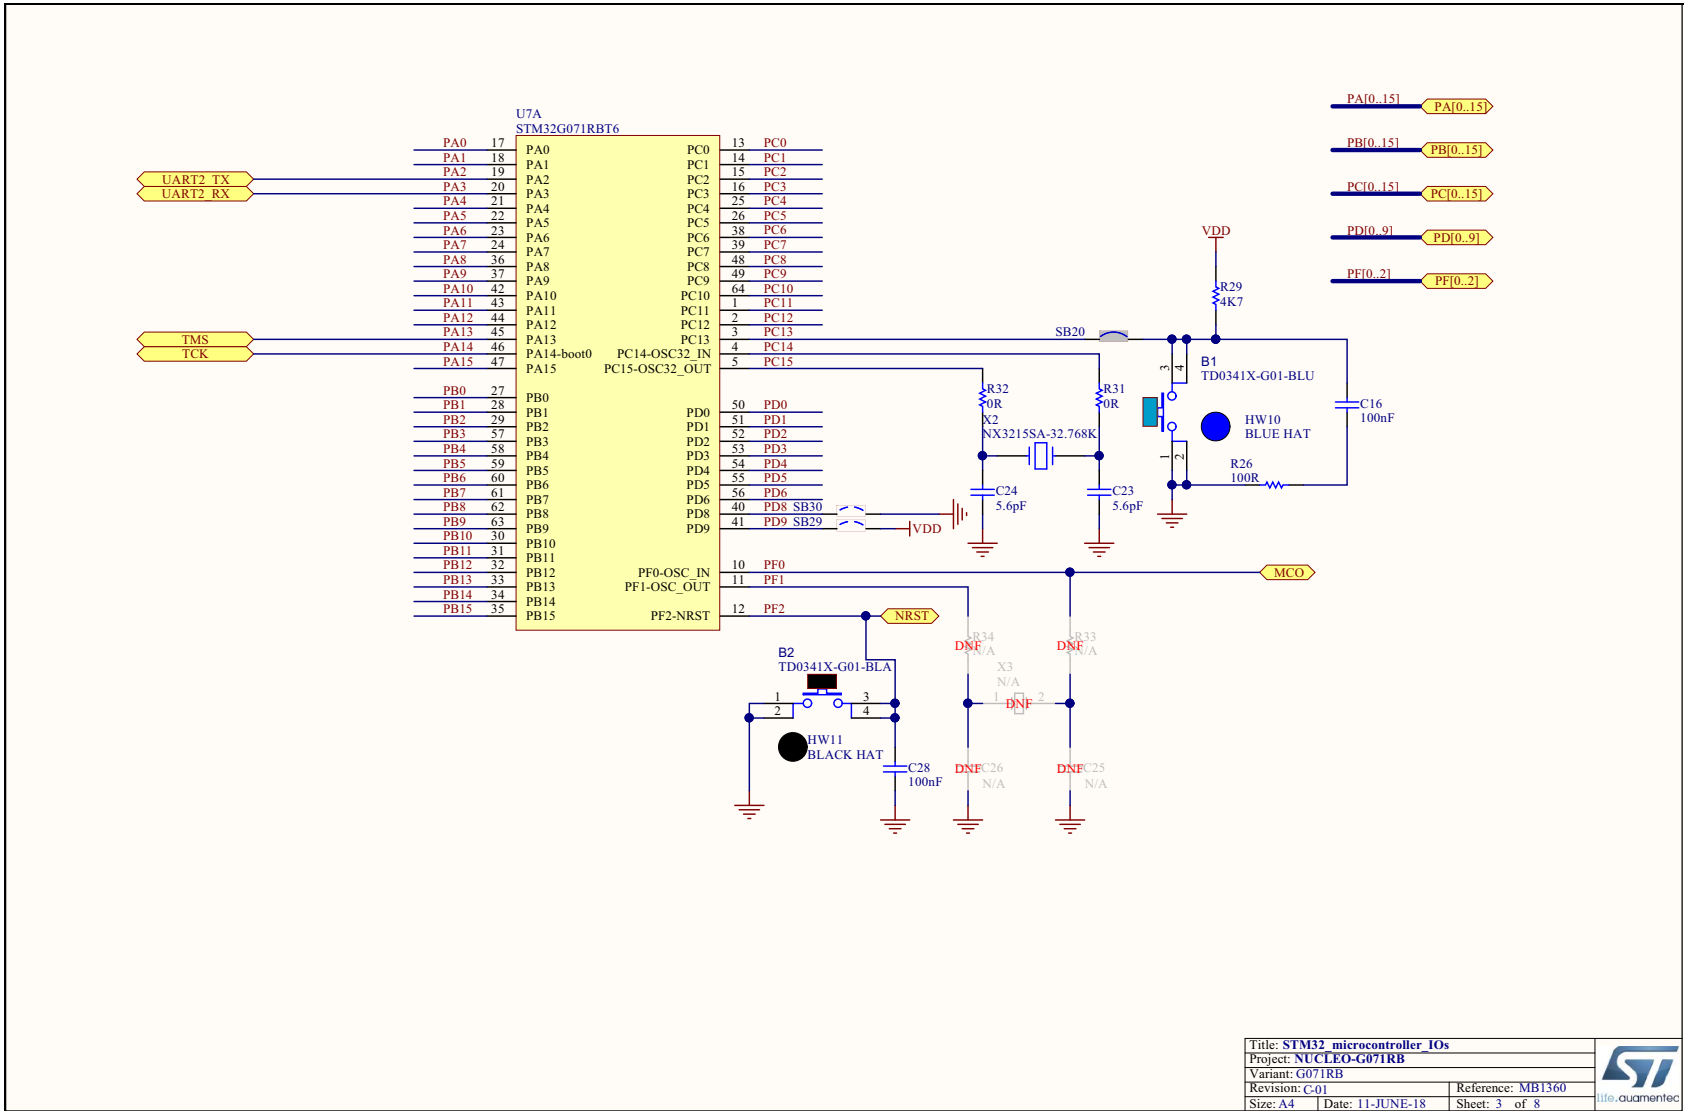 U7A
STM32G071RBT6
PA0 17 PA0
PA1 18 PA1
PA2 19 PA2
PA3 20 PA3
PA4 21 PA4
PA5 22 PA5
PA6 23 PA6
PA7 24 PA7
PA8 36 PA8
PA9 37 PA9
PA10 42 PA10
PA11 43 PA11
PA12 44 PA12
PA13 45 PA13
PA14 46 PA14-boot0
PA15 47 PA15
UART2_TX
UART2_RX
TMS
TCK
PB0 27 PB0
PB1 28 PB1
PB2 29 PB2
PB3 57 PB3
PB4 58 PB4
PB5 59 PB5
PB6 60 PB6
PB7 61 PB7
PB8 62 PB8
PB9 63 PB9
PB10 30 PB10
PB11 31 PB11
PB12 32 PB12
PB13 33 PB13
PB14 34 PB14
PB15 35 PB15
PC0 13 PC0
PC1 14 PC1
PC2 15 PC2
PC3 16 PC3
PC4 25 PC4
PC5 26 PC5
PC6 38 PC6
PC7 39 PC7
PC8 48 PC8
PC9 49 PC9
PC10 64 PC10
PC11 1 PC11
PC12 2 PC12
PC13 3 PC13
PC14-OSC32_IN 4 PC14
PC15-OSC32_OUT 5 PC15
PD0 50 PD0
PD1 51 PD1
PD2 52 PD2
PD3 53 PD3
PD4 54 PD4
PD5 55 PD5
PD6 56 PD6
PD8 40 PD8 SB30
PD9 41 PD9 SB29
VDD
PF0-OSC_IN 10 PF0
PF1-OSC_OUT 11 PF1
PF2-NRST 12 PF2
NRST
MCO
PA[0..15] PA[0..15]
PB[0..15] PB[0..15]
PC[0..15] PC[0..15]
PD[0..9] PD[0..9]
PF[0..2] PF[0..2]
VDD
R29
4K7
SB20
3 4
B1
TD0341X-G01-BLU
1 2
HW10
BLUE HAT
C16
100nF
R26
100R
R32
0R
R31
0R
X2
NX3215SA-32.768K
C24
5.6pF
C23
5.6pF
B2
TD0341X-G01-BLA
1 3
2 4
HW11
BLACK HAT
C28
100nF
DNF R34
N/A
DNF R33
N/A
X3
N/A
1 DNF 2
DNF C26
N/A
DNF C25
N/A
Title: STM32_microcontroller_IOs
Project: NUCLEO-G071RB
Variant: G071RB
Revision: C-01 Reference: MB1360
Size: A4 Date: 11-JUNE-18 Sheet: 3 of 8
ST
life.augmented